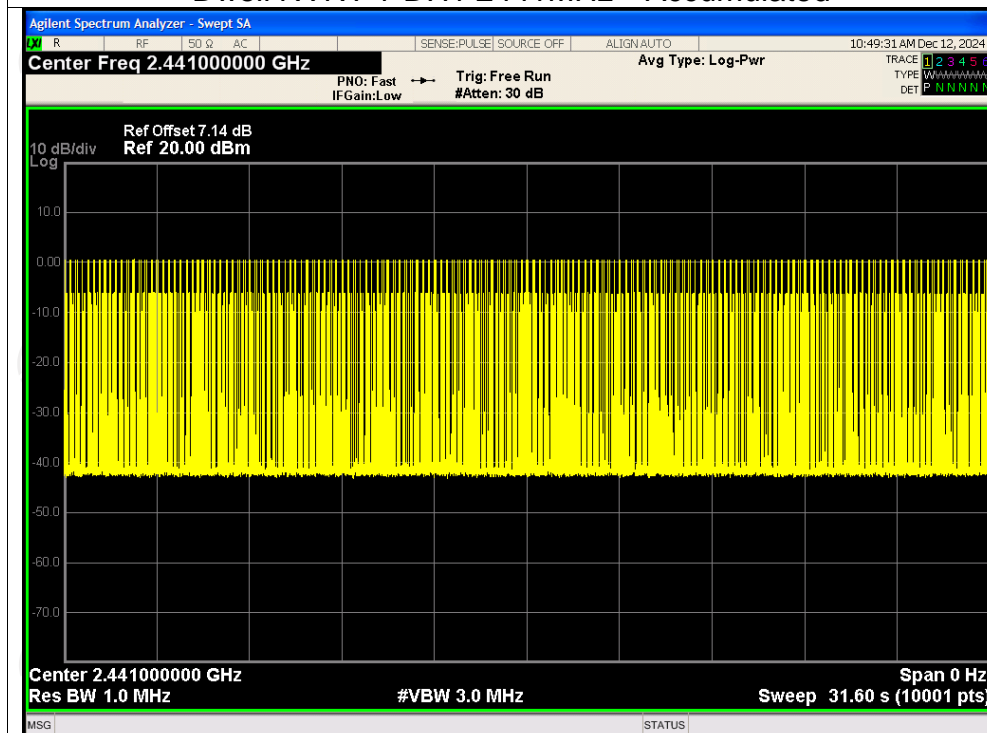 Agilent Spectrum Analyzer - Swept SA
LXI R RF 50 Ω AC SENSE:PULSE SOURCE OFF ALIGN AUTO 10:49:31 AM Dec 12, 2024
Center Freq 2.441000000 GHz Avg Type: Log-Pwr TRACE 1 2 3 4 5 6
PNO: Fast Trig: Free Run TYPE
IFGain:Low #Atten: 30 dB DET P N N N N N
Ref Offset 7.14 dB
10 dB/div Ref 20.00 dBm
Log
10.0
0.00
-10.0
-20.0
-30.0
-40.0
-50.0
-60.0
-70.0
Center 2.441000000 GHz Span 0 Hz
Res BW 1.0 MHz #VBW 3.0 MHz Sweep 31.60 s (10001 pts)
MSG STATUS